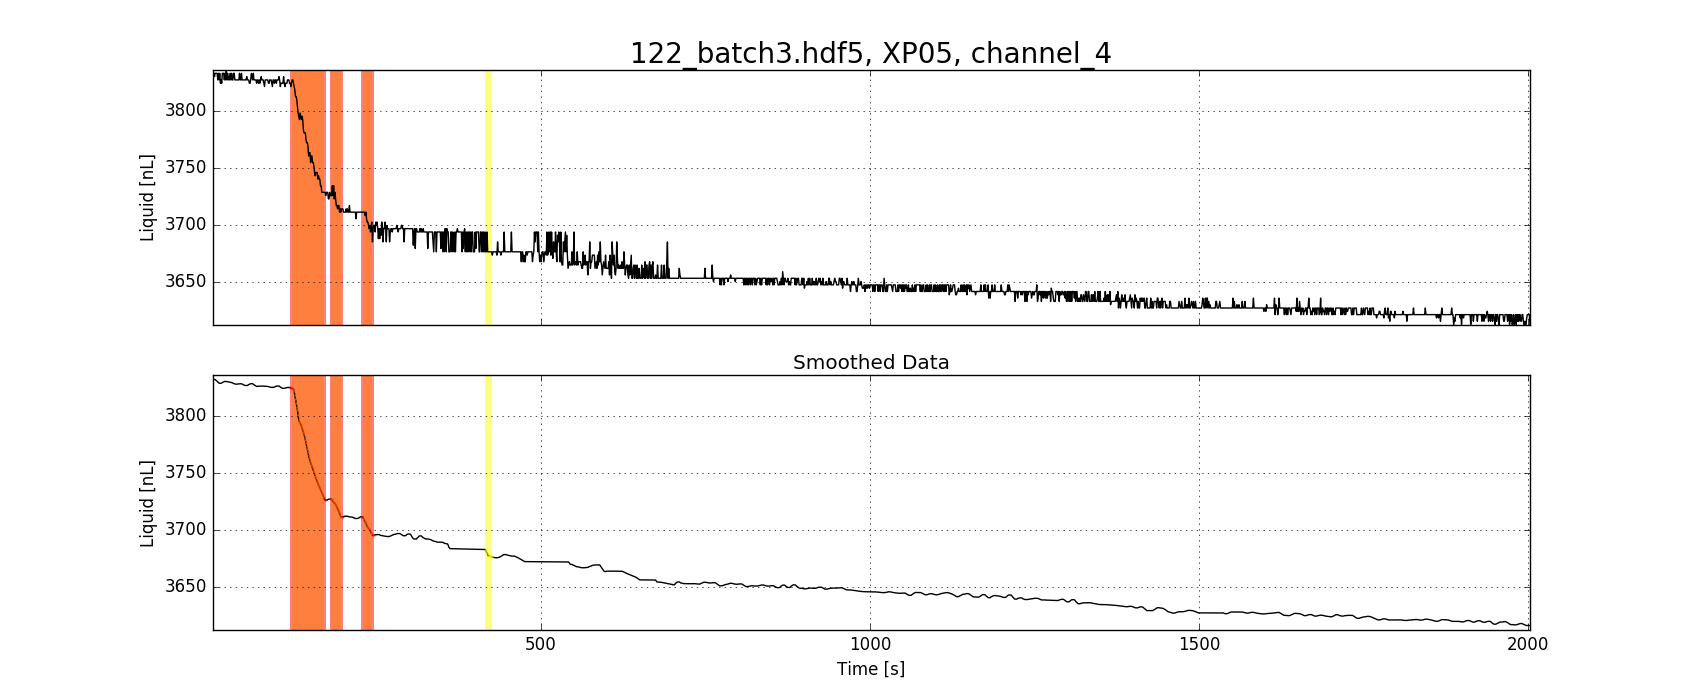 122_batch3.hdf5, XP05, channel_4
Liquid [nL]
3800
3750
3700
3650
Smoothed Data
Liquid [nL]
3800
3750
3700
3650
500
1000
1500
2000
Time [s]